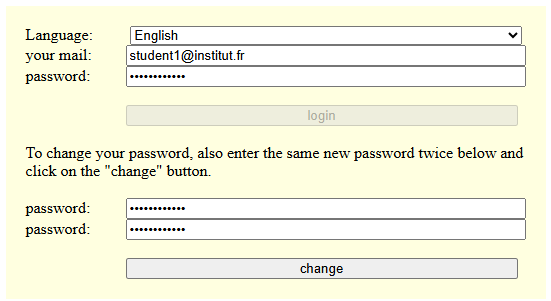 Language: English
your mail: student1@institut.fr
password: ••••••••••••
login
To change your password, also enter the same new password twice below and
click on the "change" button.
password: ••••••••••••
password: ••••••••••••
change